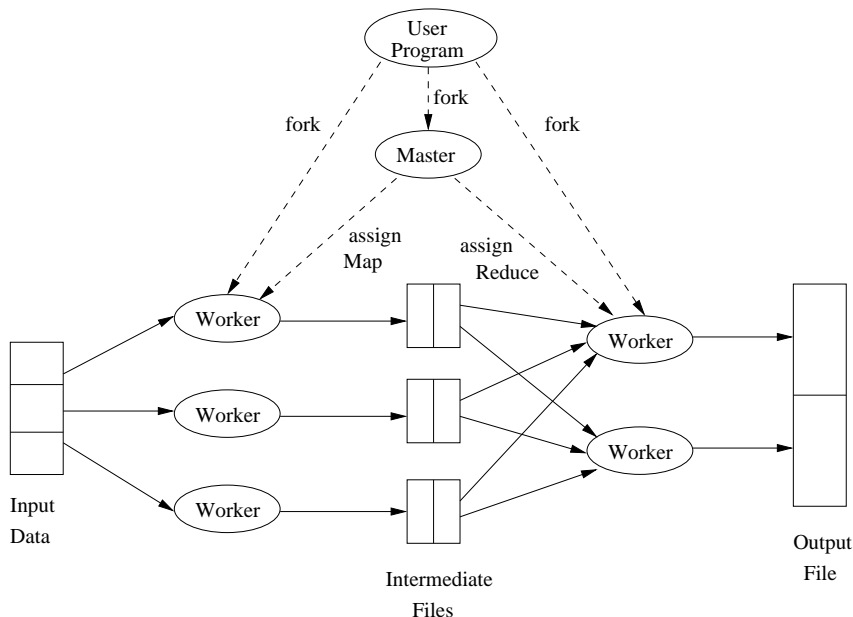 User
Program
fork
fork
fork
Master
assign
Map
assign
Reduce
Worker
Worker
Worker
Worker
Worker
Input
Data
Intermediate
Files
Output
File